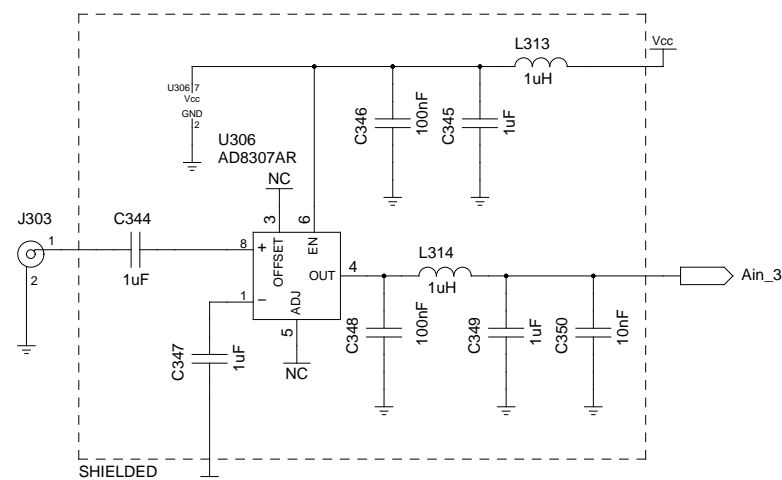 L313
1uH
Vcc
U306 7
Vcc
GND
2
C346
100nF
C345
1uF
U306
AD8307AR
NC
3
6
J303
1
2
C344
1uF
8
+
OFFSET
EN
OUT
4
L314
1uH
Ain_3
1
−
ADJ
5
NC
C347
1uF
C348
100nF
C349
1uF
C350
10nF
SHIELDED